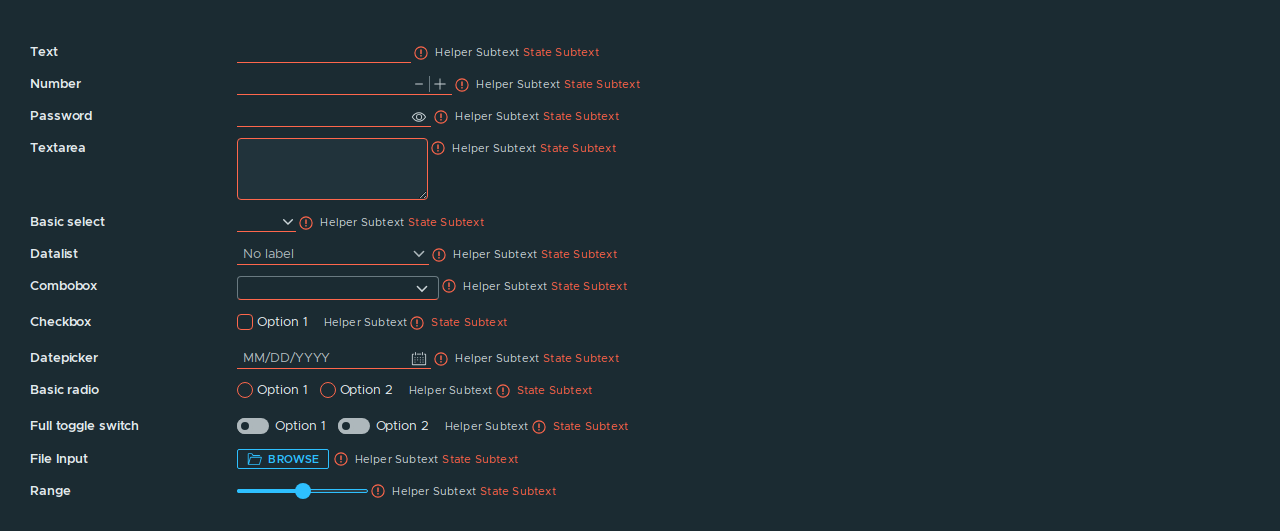 Text Helper Subtext State Subtext
Number Helper Subtext State Subtext
Password Helper Subtext State Subtext
Textarea Helper Subtext State Subtext
Basic select Helper Subtext State Subtext
Datalist No label Helper Subtext State Subtext
Combobox Helper Subtext State Subtext
Checkbox Option 1 Helper Subtext State Subtext
Datepicker MM/DD/YYYY Helper Subtext State Subtext
Basic radio Option 1 Option 2 Helper Subtext State Subtext
Full toggle switch Option 1 Option 2 Helper Subtext State Subtext
File Input BROWSE Helper Subtext State Subtext
Range Helper Subtext State Subtext